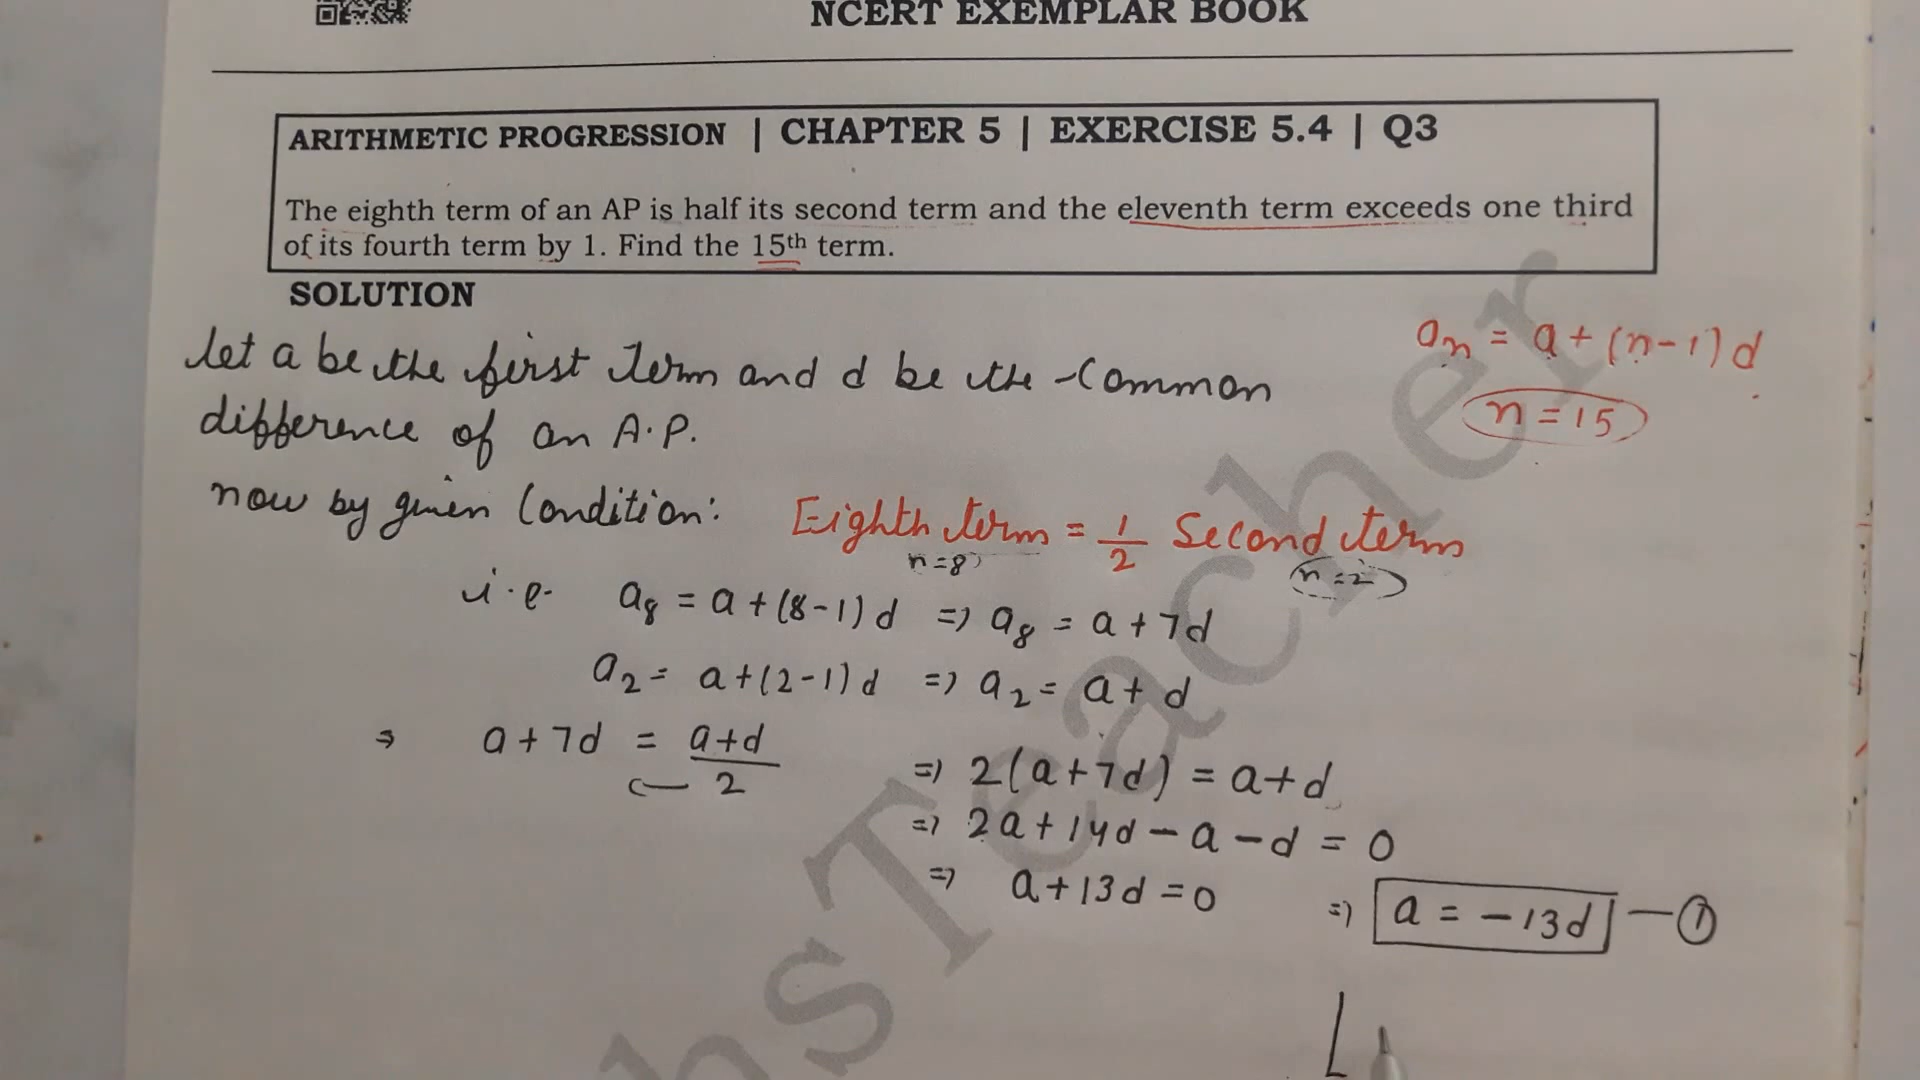 NCERT EXEMPLAR BOOK
ARITHMETIC PROGRESSION | CHAPTER 5 | EXERCISE 5.4 | Q3
The eighth term of an AP is half its second term and the eleventh term exceeds one third
of its fourth term by 1. Find the 15th term.
SOLUTION
let a be the first term and d be the common
difference of an A.P.
aₙ = a + (n-1) d
n = 15
now by given Condition: Eighth term = 1/2 Second term
n=8 n=2
i.e. a₈ = a + (8-1) d => a₈ = a + 7d
a₂ = a + (2-1) d => a₂ = a + d
⇒ a + 7d = a+d/2
=> 2(a+7d) = a+d
=> 2a + 14d - a - d = 0
=> a + 13d = 0 => a = -13d — ①
hsTeacher